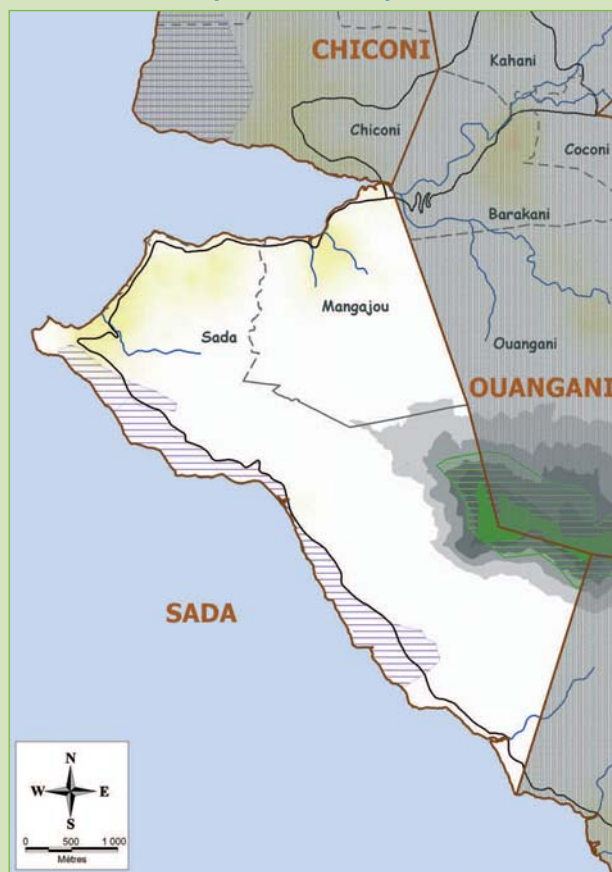 CHICONI
Kahani
Chiconi
Coconi
Barakani
Mangajou
Sada
Ouangani
OUANGANI
SADA
N
W E
S
0 500 1 000
Mètres